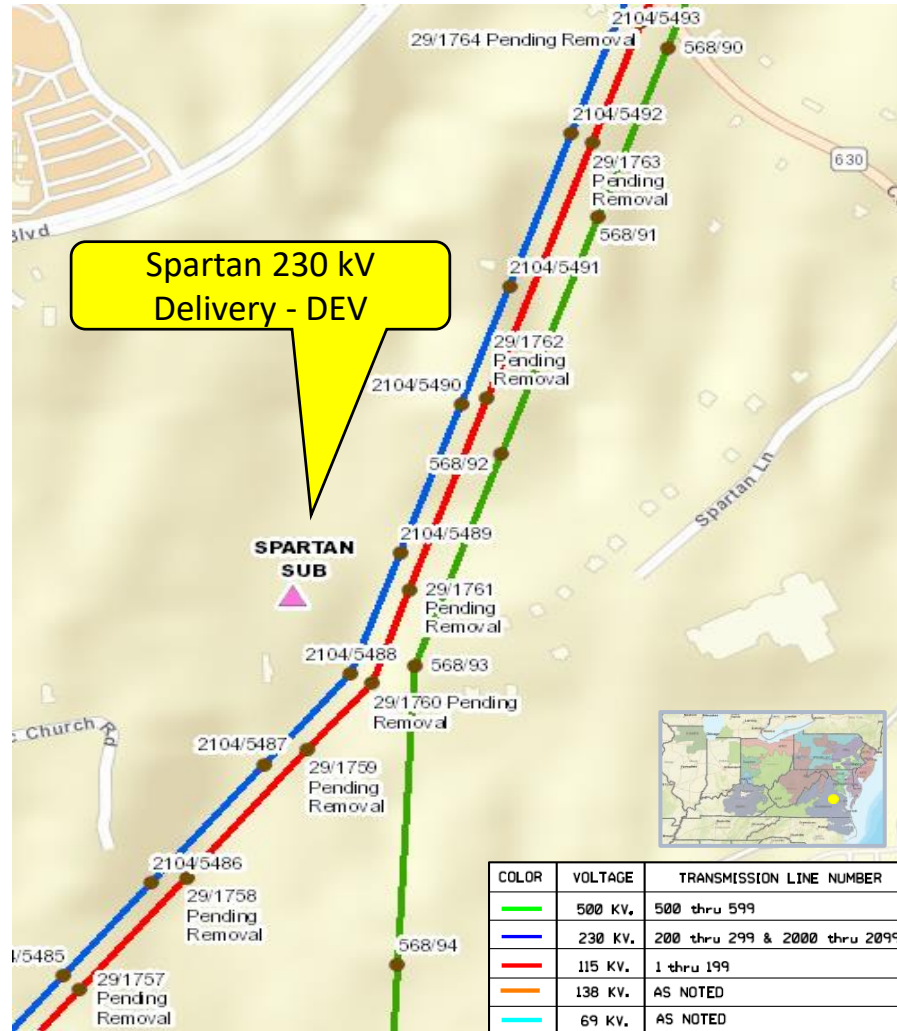 2104/5493
29/1764 Pending Removal
568/90
2104/5492
630
29/1763
Pending
Removal
Blvd
568/91
Spartan 230 kV
Delivery - DEV
2104/5491
29/1762
Pending
Removal
2104/5490
568/92
Spartan Ln
2104/5489
SPARTAN
SUB
29/1761
Pending
Removal
2104/5488
568/93
29/1760 Pending
Removal
Church Rd
2104/5487
29/1759
Pending
Removal
2104/5486
29/1758
Pending
Removal
568/94
4/5485
29/1757
Pending
Removal
COLOR VOLTAGE TRANSMISSION LINE NUMBER
500 KV. 500 thru 599
230 KV. 200 thru 299 & 2000 thru 2099
115 KV. 1 thru 199
138 KV. AS NOTED
69 KV. AS NOTED